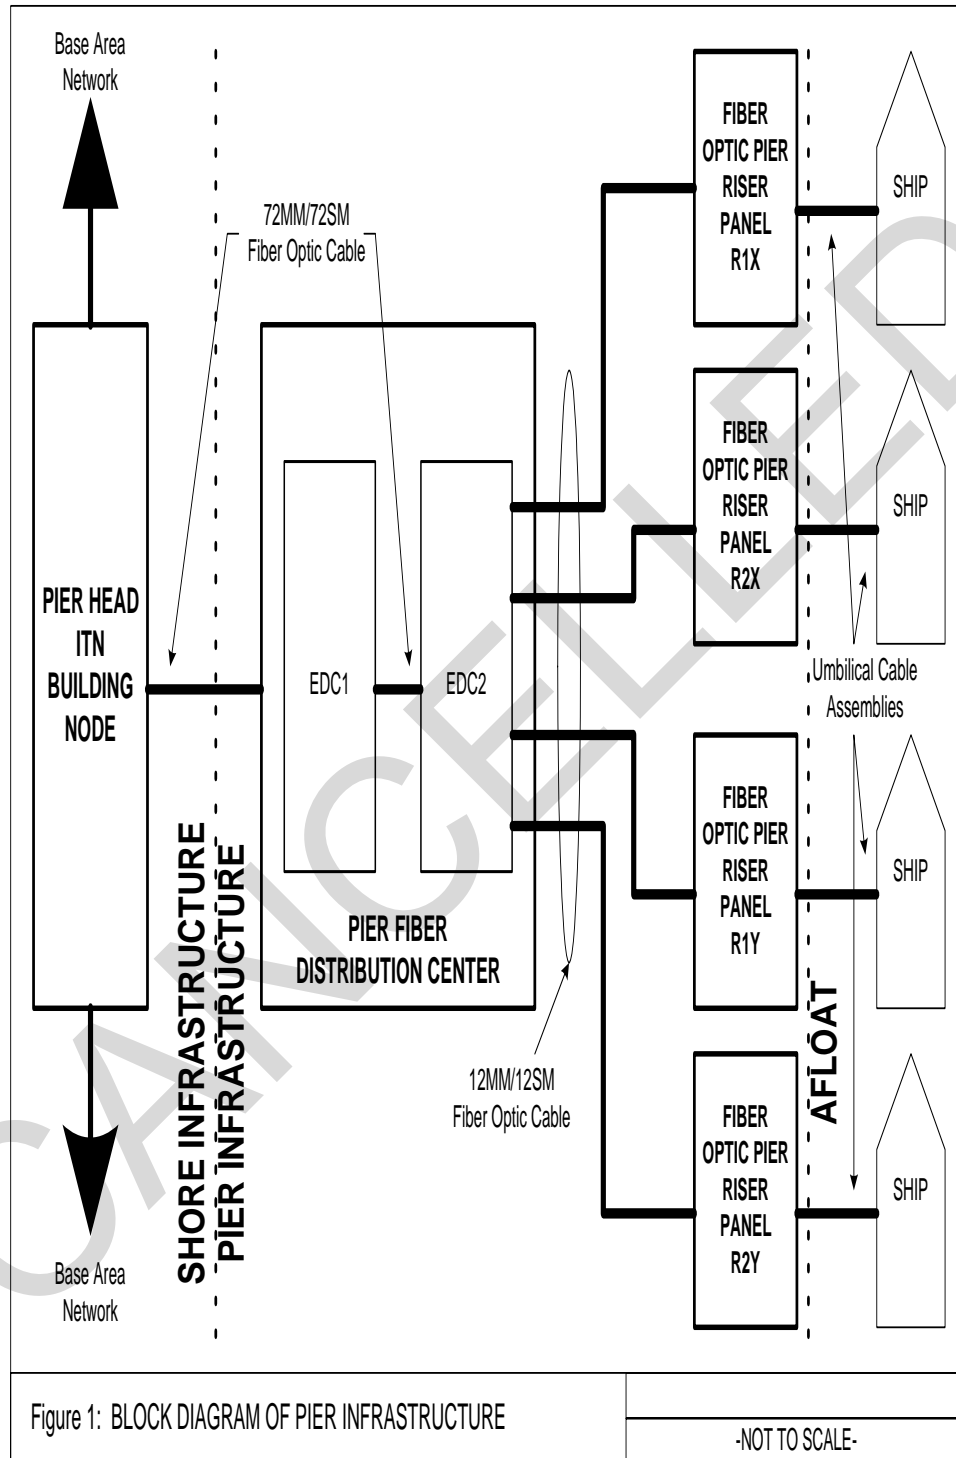 Base Area
Network
72MM/72SM
Fiber Optic Cable
PIER HEAD
ITN
BUILDING
NODE
Base Area
Network
SHORE INFRASTRUCTURE
PIER INFRASTRUCTURE
EDC1
EDC2
PIER FIBER
DISTRIBUTION CENTER
12MM/12SM
Fiber Optic Cable
FIBER
OPTIC PIER
RISER
PANEL
R1X
FIBER
OPTIC PIER
RISER
PANEL
R2X
FIBER
OPTIC PIER
RISER
PANEL
R1Y
FIBER
OPTIC PIER
RISER
PANEL
R2Y
SHIP
SHIP
Umbilical Cable
Assemblies
SHIP
SHIP
AFLOAT
CANCELLED
Figure 1: BLOCK DIAGRAM OF PIER INFRASTRUCTURE
-NOT TO SCALE-